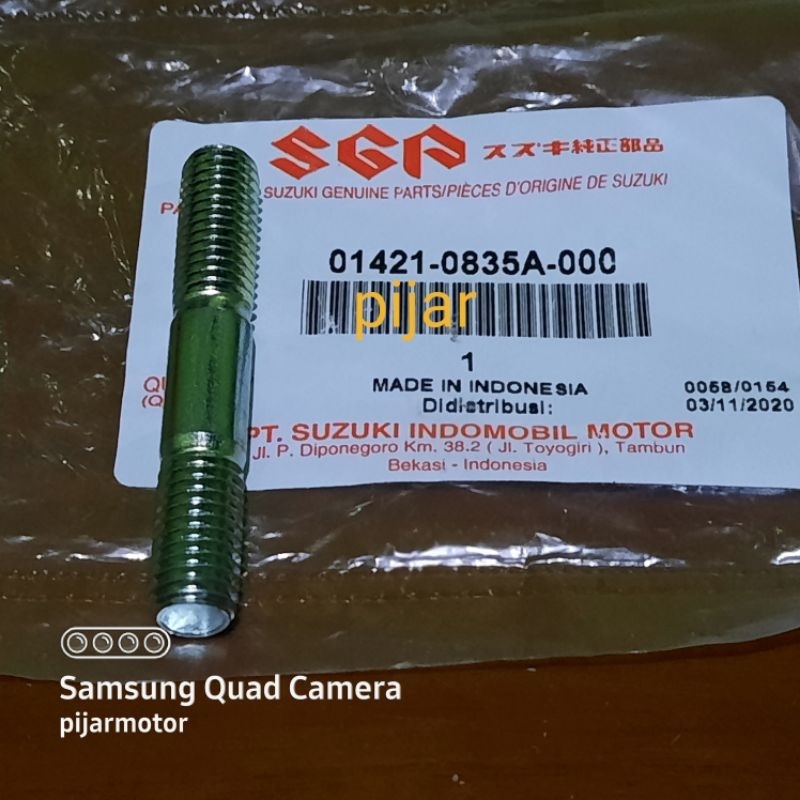 SGP スズキ純正部品
SUZUKI GENUINE PARTS/PIÈCES D'ORIGINE DE SUZUKI
01421-0835A-000
pijar
1
MADE IN INDONESIA
0058/0154
Didistribusi:
03/11/2020
PT. SUZUKI INDOMOBIL MOTOR
Jl. P. Diponegoro Km. 38.2 ( Jl. Toyogiri ), Tambun
Bekasi - Indonesia
Samsung Quad Camera
pijarmotor